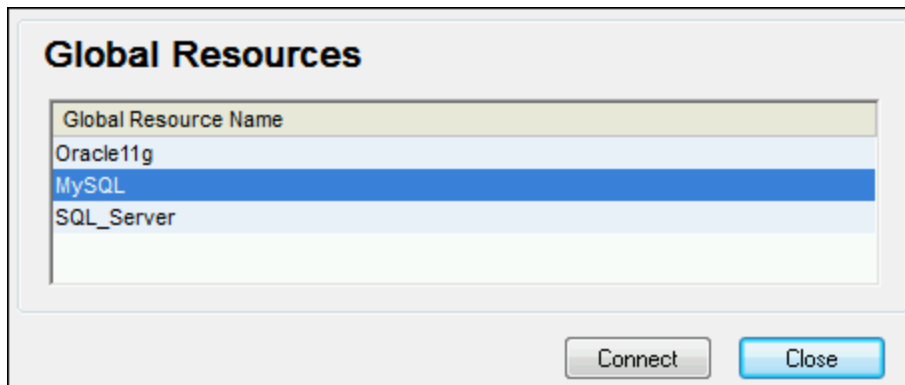 Global Resources
Global Resource Name
Oracle11g
MySQL
SQL_Server
Connect Close